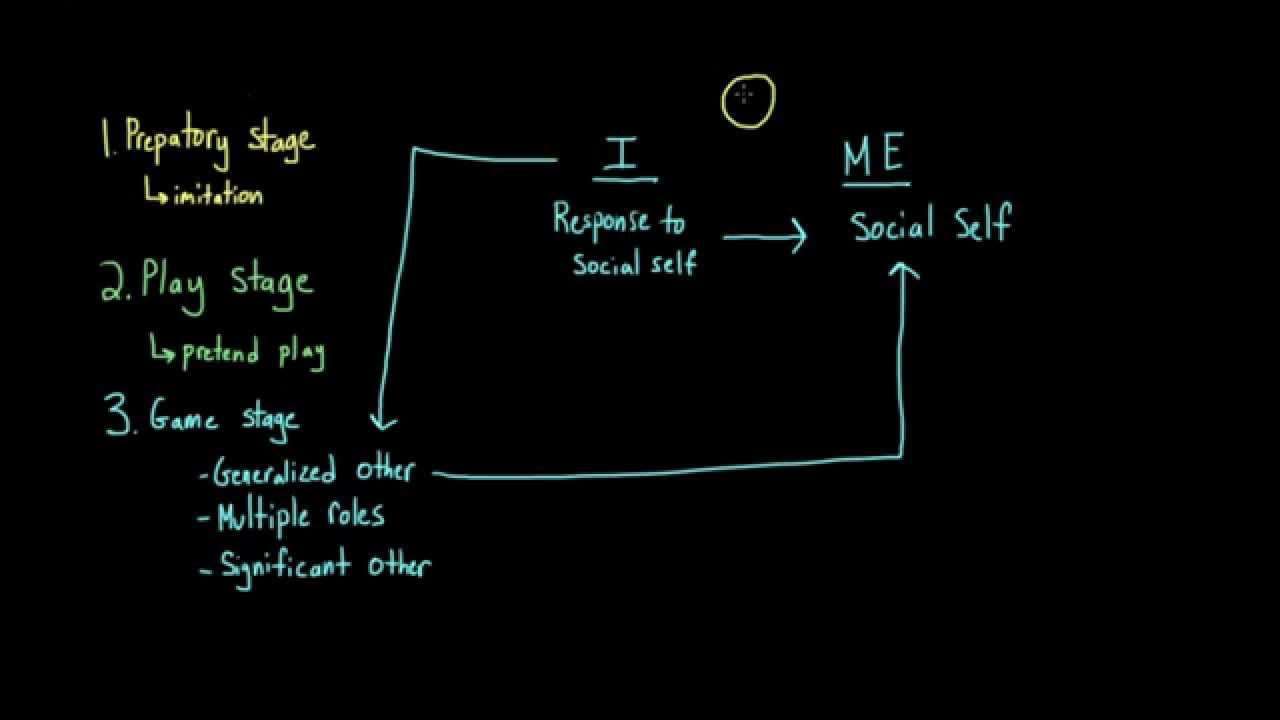 1. Prepatory stage
imitation
2. Play stage
pretend play
3. Game stage
- Generalized other
- Multiple roles
- Significant other
I
Response to
social self
ME
Social Self